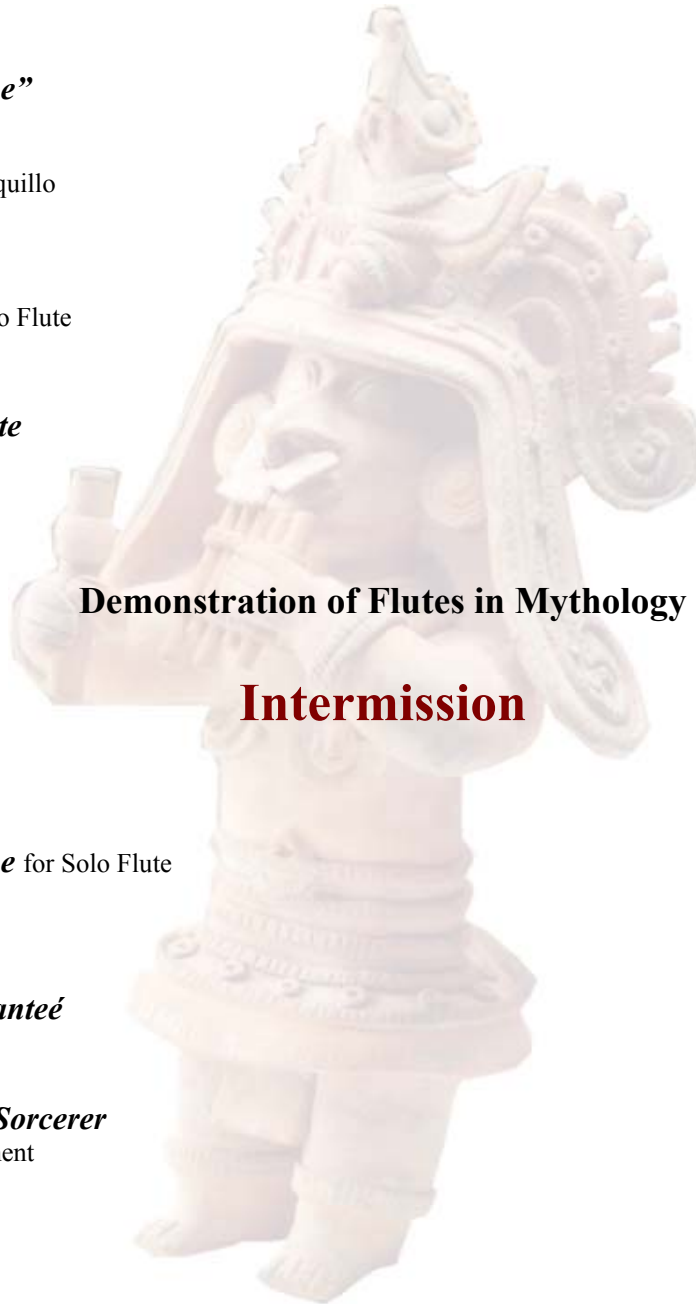 e”
quillo
o Flute
te
Demonstration of Flutes in Mythology
Intermission
e for Solo Flute
anteé
Sorcerer
ent